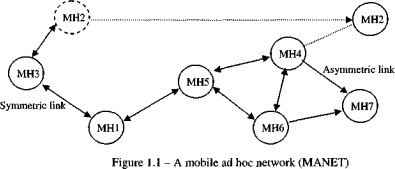 MH2
MH2
MH4
MH3
Asymmetric link
MH5
Symmetric link
MH7
MH1
MH6
Figure 1.1 – A mobile ad hoc network (MANET)